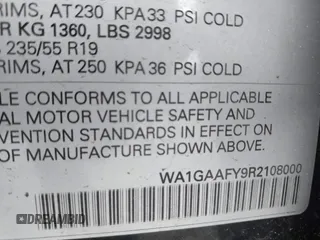 RIMS, AT 230 KPA 33 PSI COLD
R KG 1360, LBS 2998
235/55 R19
RIMS, AT 250 KPA 36 PSI COLD
LE CONFORMS TO ALL APPLICABLE
AL MOTOR VEHICLE SAFETY AND
VENTION STANDARDS IN EFFECT ON
OF MANUFACTURE SHOWN ABOVE.
WA1GAAFY9R2108000
DREAMBID